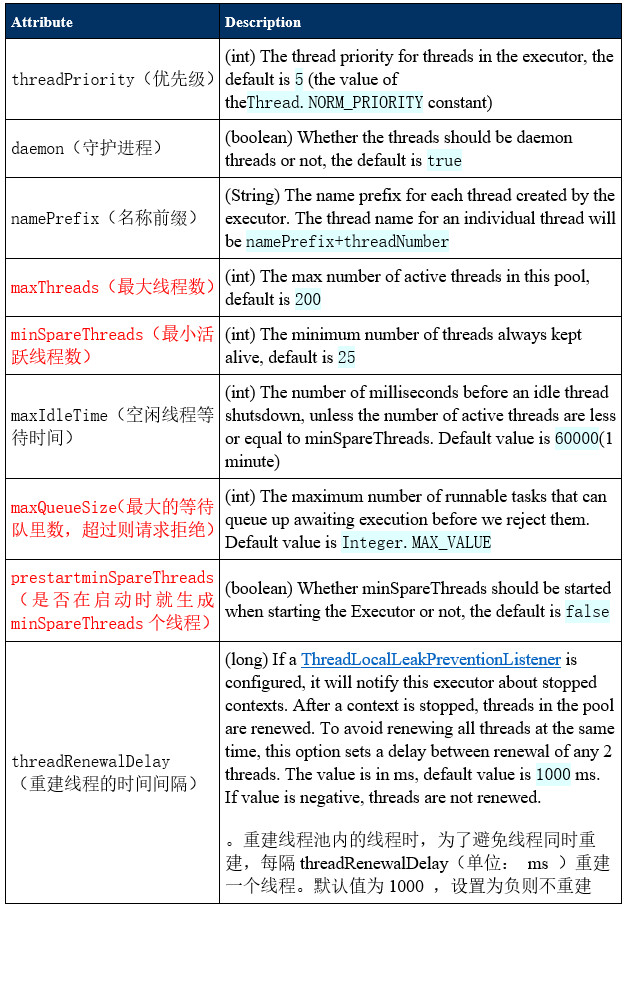 Attribute
Description
threadPriority（优先级）
(int) The thread priority for threads in the executor, the
default is 5 (the value of
theThread.NORM_PRIORITY constant)
daemon（守护进程）
(boolean) Whether the threads should be daemon
threads or not, the default is true
namePrefix（名称前缀）
(String) The name prefix for each thread created by the
executor. The thread name for an individual thread will
be namePrefix+threadNumber
maxThreads（最大线程数）
(int) The max number of active threads in this pool,
default is 200
minSpareThreads（最小活
跃线程数）
(int) The minimum number of threads always kept
alive, default is 25
maxIdleTime（空闲线程等
待时间）
(int) The number of milliseconds before an idle thread
shutsdown, unless the number of active threads are less
or equal to minSpareThreads. Default value is 60000(1
minute)
maxQueueSize（最大的等待
队里数，超过则请求拒绝）
(int) The maximum number of runnable tasks that can
queue up awaiting execution before we reject them.
Default value is Integer.MAX_VALUE
prestartminSpareThreads
（是否在启动时就生成
minSpareThreads 个线程）
(boolean) Whether minSpareThreads should be started
when starting the Executor or not, the default is false
threadRenewalDelay
（重建线程的时间间隔）
(long) If a ThreadLocalLeakPreventionListener is
configured, it will notify this executor about stopped
contexts. After a context is stopped, threads in the pool
are renewed. To avoid renewing all threads at the same
time, this option sets a delay between renewal of any 2
threads. The value is in ms, default value is 1000 ms.
If value is negative, threads are not renewed.
。重建线程池内的线程时，为了避免线程同时重
建，每隔 threadRenewalDelay（单位： ms ）重建
一个线程。默认值为 1000 ，设置为负则不重建